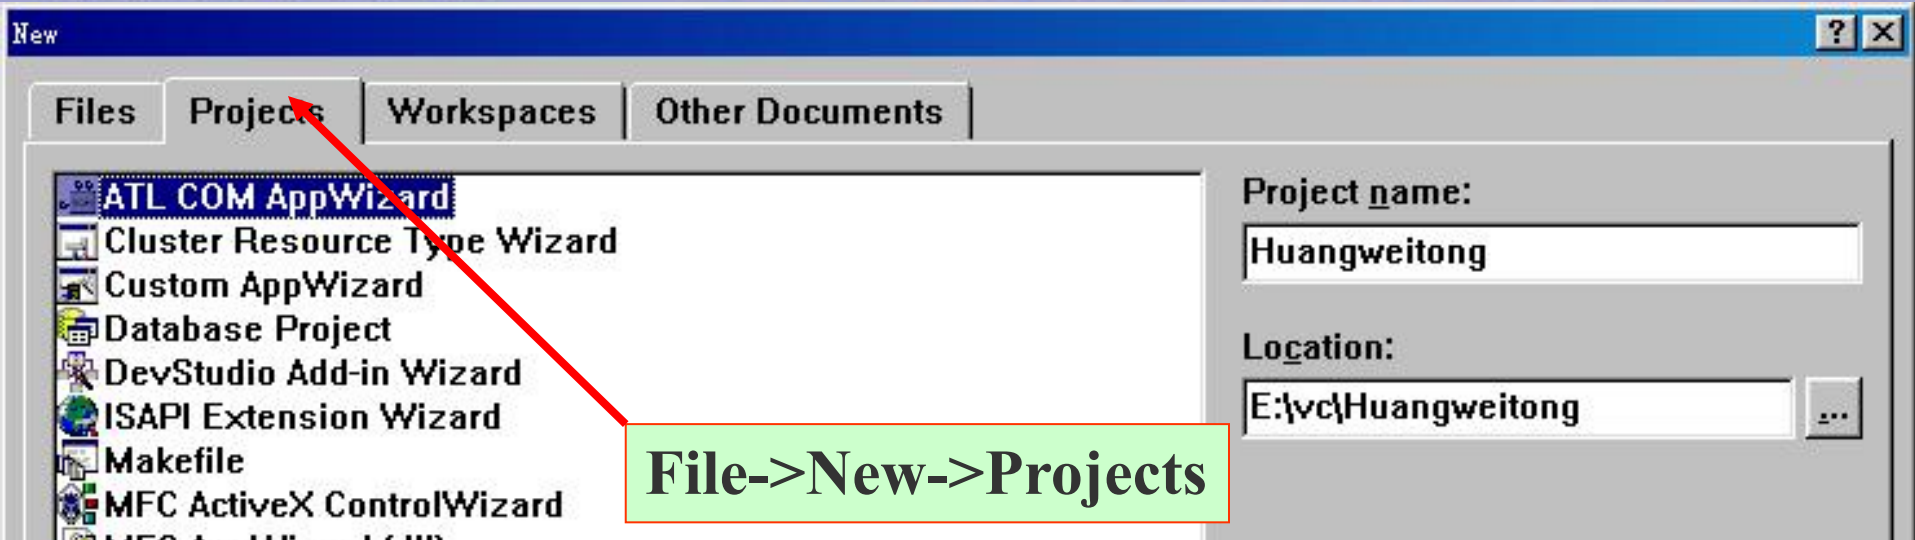 New
Files Projects Workspaces Other Documents
ATL COM AppWizard
Cluster Resource Type Wizard
Custom AppWizard
Database Project
DevStudio Add-in Wizard
ISAPI Extension Wizard
Makefile
MFC ActiveX ControlWizard
Project name:
Huangweitong
Location:
E:\vc\Huangweitong
...
File->New->Projects